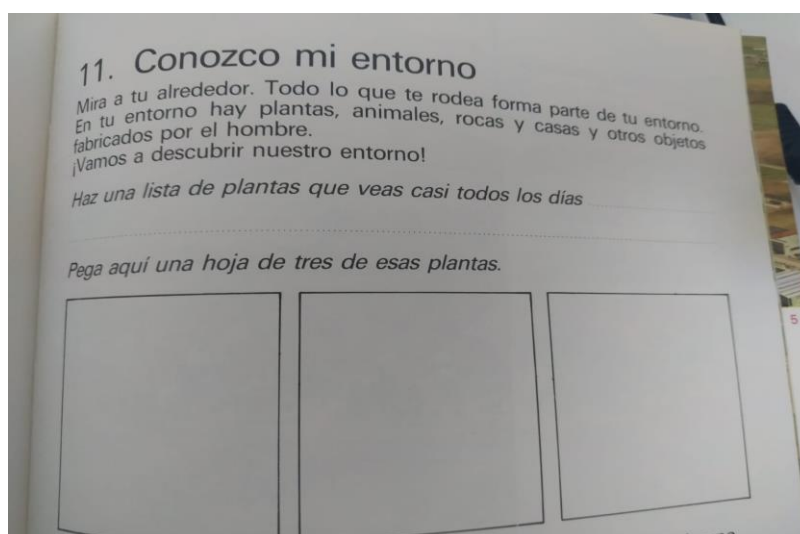 11. Conozco mi entorno
Mira a tu alrededor. Todo lo que te rodea forma parte de tu entorno.
En tu entorno hay plantas, animales, rocas y casas y otros objetos
fabricados por el hombre.
¡Vamos a descubrir nuestro entorno!
Haz una lista de plantas que veas casi todos los días
Pega aquí una hoja de tres de esas plantas.
5